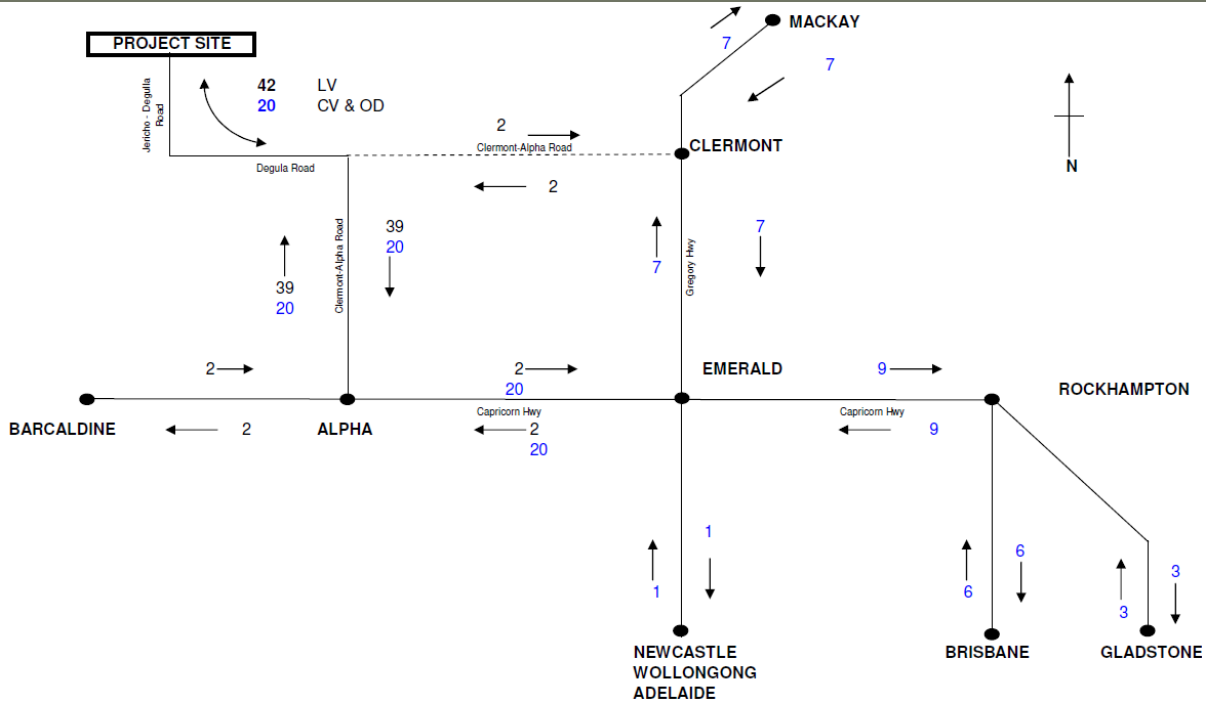 MACKAY
PROJECT SITE
7
7
Jericho - Degulla
Road
42 LV
20 CV & OD
2
Clermont-Alpha Road
CLERMONT
N
Degula Road
2
Clermont-Alpha Road
39
20
39
20
7
7
Gregory Hwy
2
2
20
EMERALD
9
ROCKHAMPTON
BARCALDINE
2
ALPHA
Capricorn Hwy
2
20
Capricorn Hwy
9
1
1
6
6
3
3
NEWCASTLE
WOLLONGONG
ADELAIDE
BRISBANE
GLADSTONE